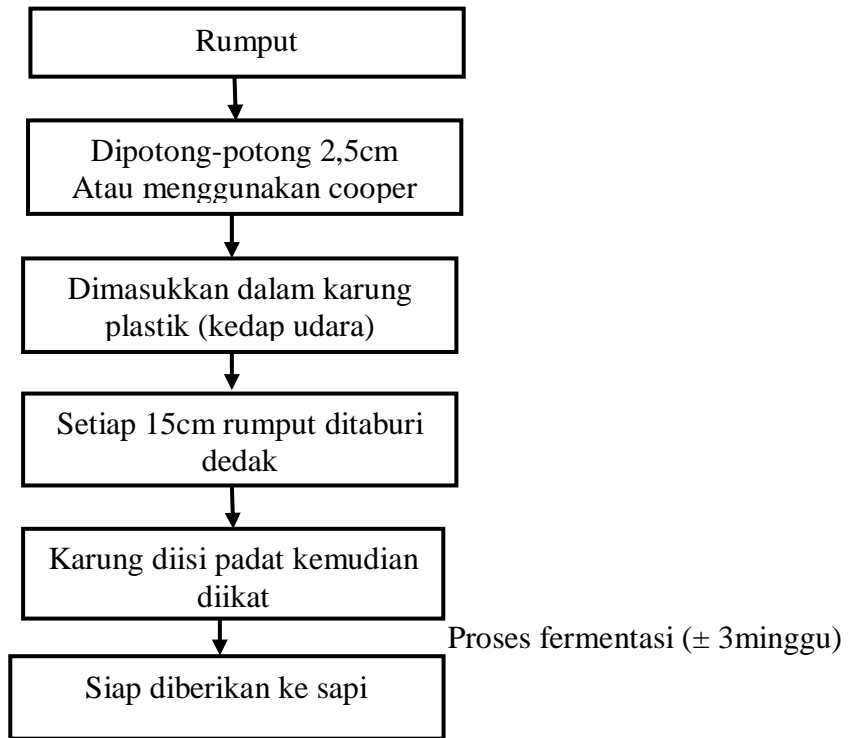 Rumput
Dipotong-potong 2,5cm
Atau menggunakan cooper
Dimasukkan dalam karung
plastik (kedap udara)
Setiap 15cm rumput ditaburi
dedak
Karung diisi padat kemudian
diikat
Proses fermentasi (± 3minggu)
Siap diberikan ke sapi